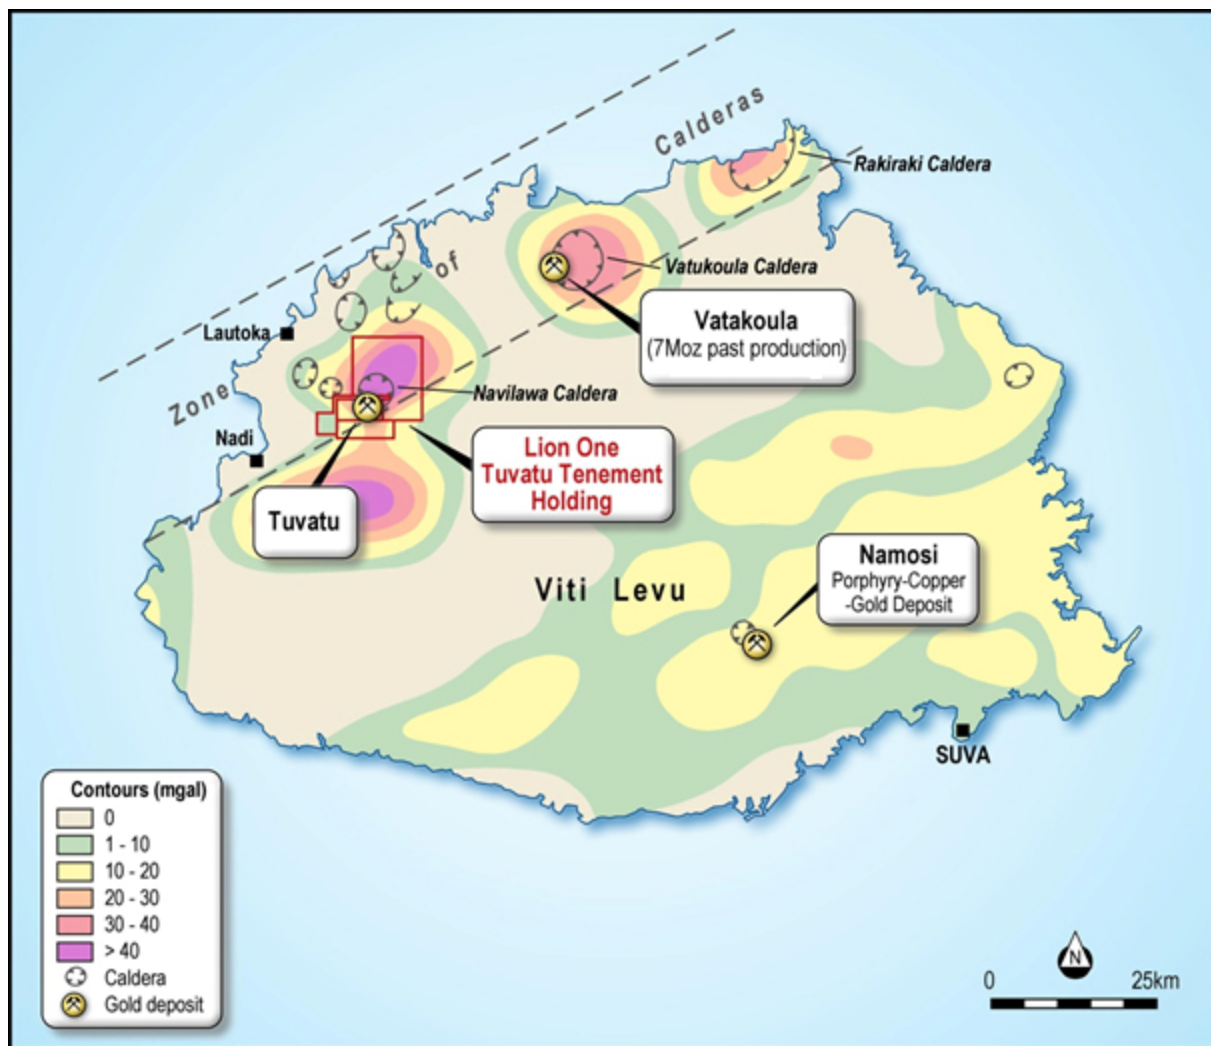 Calderas
of
Zone
Rakiraki Caldera
Vatukoula Caldera
Vatakoula
(7Moz past production)
Lautoka
Navilawa Caldera
Nadi
Lion One
Tuvatu Tenement
Holding
Tuvatu
Viti Levu
Namosi
Porphyry-Copper
-Gold Deposit
SUVA
Contours (mgal)
0
1 - 10
10 - 20
20 - 30
30 - 40
> 40
Caldera
Gold deposit
N
0 25km